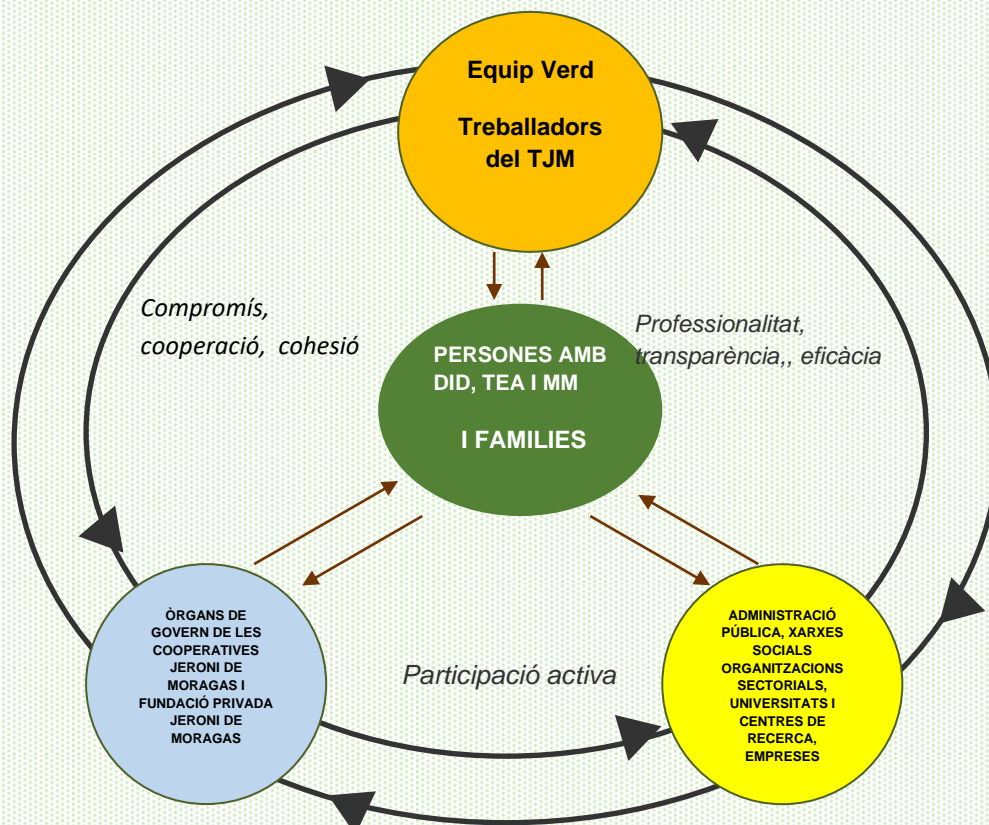 Equip Verd
Treballadors
del TJM
Compromís,
cooperació, cohesió
Professionalitat,
transparència,, eficàcia
PERSONES AMB
DID, TEA I MM
I FAMILIES
ÒRGANS DE
GOVERN DE LES
COOPERATIVES
JERONI DE
MORAGAS I
FUNDACIÓ PRIVADA
JERONI DE
MORAGAS
Participació activa
ADMINISTRACIÓ
PÚBLICA, XARXES
SOCIALS
ORGANITZACIONS
SECTORIALS,
UNIVERSITATS I
CENTRES DE
RECERCA,
EMPRESES